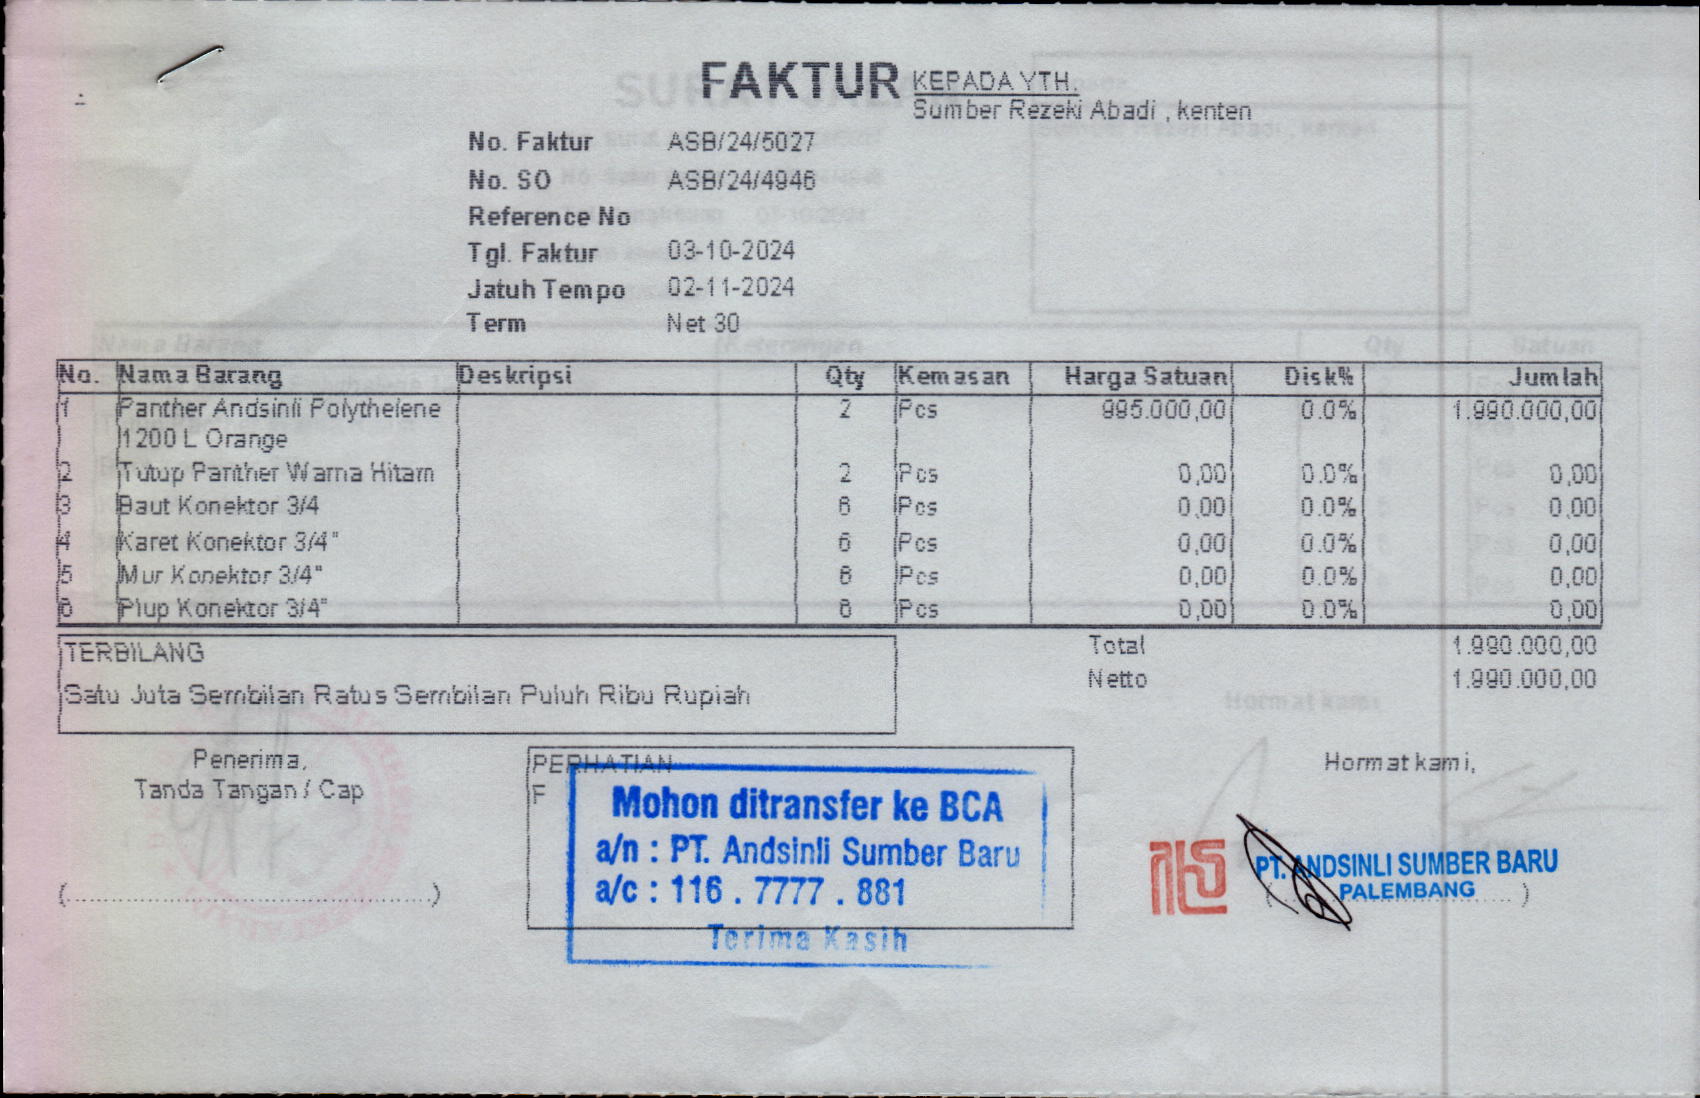 FAKTUR
KEPADA YTH.
Sumber Rezeki Abadi , kenten
No. Faktur ASB/24/5027
No. SO ASB/24/4946
Reference No
Tgl. Faktur 03-10-2024
Jatuh Tempo 02-11-2024
Term Net 30
No. Nama Barang Deskripsi Qty Kemasan Harga Satuan Disk% Jumlah
1 Panther Andsinli Polythelene 2 Pcs 995.000,00 0.0% 1.990.000,00
1200 L Orange
2 Tutup Panther Warna Hitam 2 Pcs 0,00 0.0% 0,00
3 Baut Konektor 3/4 6 Pcs 0,00 0.0% 0,00
4 Karet Konektor 3/4" 6 Pcs 0,00 0.0% 0,00
5 Mur Konektor 3/4" 6 Pcs 0,00 0.0% 0,00
6 Plup Konektor 3/4" 6 Pcs 0,00 0.0% 0,00
TERBILANG
Satu Juta Sembilan Ratus Sembilan Puluh Ribu Rupiah
Total 1.990.000,00
Netto 1.990.000,00
Penerima,
Tanda Tangan / Cap
(..........................................................)
PERHATIAN
F
Mohon ditransfer ke BCA
a/n : PT. Andsinli Sumber Baru
a/c : 116 . 7777 . 881
Terima Kasih
Hormat kami,
PT. ANDSINLI SUMBER BARU
PALEMBANG